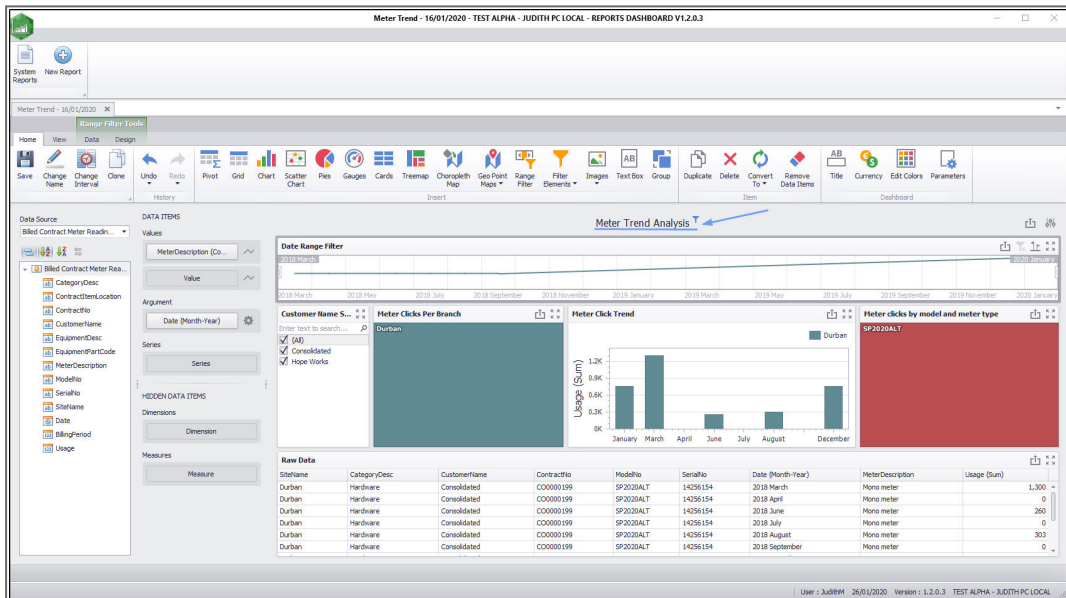 Meter Trend - 16/01/2020 - TEST ALPHA - JUDITH PC LOCAL - REPORTS DASHBOARD V1.2.0.3
System Reports
New Report
Meter Trend - 16/01/2020
Range Filter Tools
Home View Data Design
Save Change Name Change Interval Clone Undo Redo Pivot Grid Chart Scatter Chart Pies Gauges Cards Treemap Choropleth Map Geo Point Maps Range Filter Filter Elements Images Text Box Group Duplicate Delete Convert To Remove Data Items Title Currency Edit Colors Parameters
History Insert Item Dashboard
Data Source
Billed Contract Meter Readin...
Billed Contract Meter Rea...
CategoryDesc
ContractItemLocation
ContractNo
CustomerName
EquipmentDesc
EquipmentPartCode
MeterDescription
ModelNo
SerialNo
SiteName
Date
BillingPeriod
Usage
DATA ITEMS
Values
MeterDescription (Co...
Value
Argument
Date (Month-Year)
Series
Series
HIDDEN DATA ITEMS
Dimensions
Dimension
Measures
Measure
Meter Trend Analysis
Date Range Filter
2018 March 2020 January
2018 March 2018 May 2018 July 2018 September 2018 November 2019 January 2019 March 2019 May 2019 July 2019 September 2019 November 2020 January
Customer Name S...
Enter text to search...
(All)
Consolidated
Hope Works
Meter Clicks Per Branch
Durban
Meter Click Trend
Durban
Usage (Sum)
1.2K
0.9K
0.6K
0.3K
0K
January March April June July August December
Meter clicks by model and meter type
SP2020ALT
Raw Data
SiteName CategoryDesc CustomerName ContractNo ModelNo SerialNo Date (Month-Year) MeterDescription Usage (Sum)
Durban Hardware Consolidated CO0000199 SP2020ALT 14256154 2018 March Mono meter 1,300
Durban Hardware Consolidated CO0000199 SP2020ALT 14256154 2018 April Mono meter 0
Durban Hardware Consolidated CO0000199 SP2020ALT 14256154 2018 June Mono meter 260
Durban Hardware Consolidated CO0000199 SP2020ALT 14256154 2018 July Mono meter 0
Durban Hardware Consolidated CO0000199 SP2020ALT 14256154 2018 August Mono meter 303
Durban Hardware Consolidated CO0000199 SP2020ALT 14256154 2018 September Mono meter 0
User : JudithM 26/01/2020 Version : 1.2.0.3 TEST ALPHA - JUDITH PC LOCAL